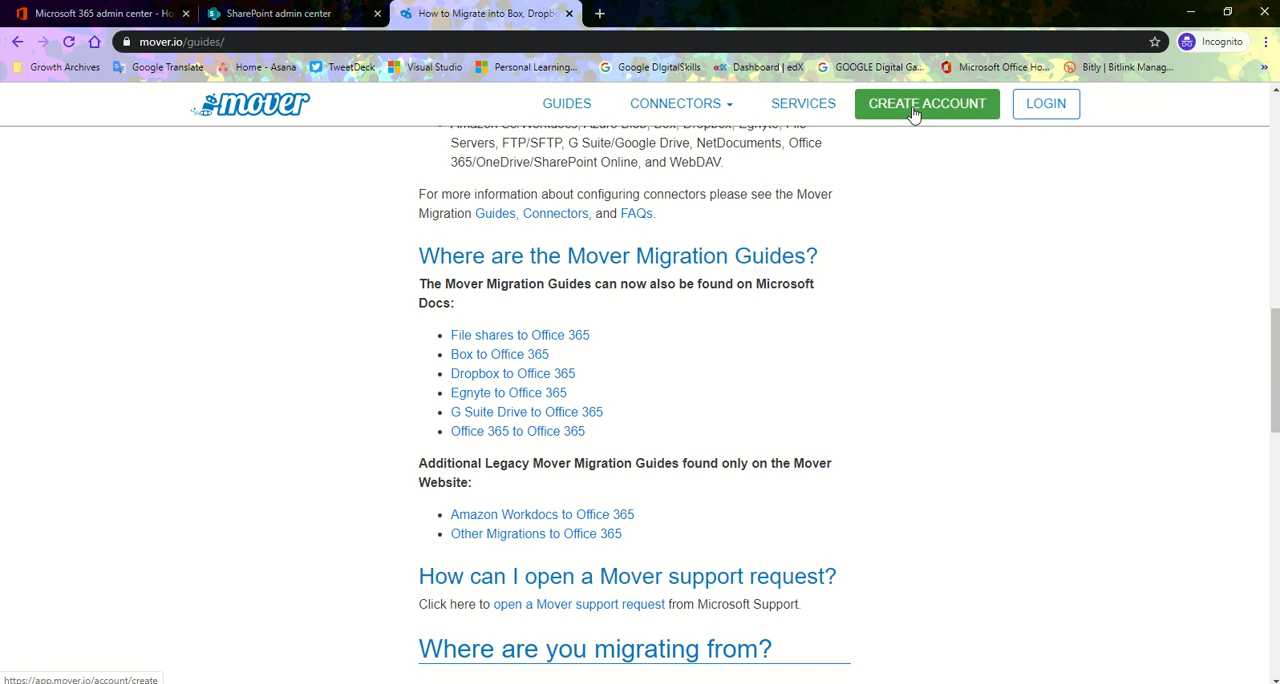 Microsoft 365 admin center - Ho
SharePoint admin center
How to Migrate into Box, Dropb
mover.io/guides/
Incognito
Growth Archives
Google Translate
Home - Asana
TweetDeck
Visual Studio
Personal Learning...
Google DIgitalSkills
Dashboard | edX
GOOGLE Digital Ga...
Microsoft Office Ho...
Bitly | Bitlink Manag...
»
mover
GUIDES
CONNECTORS
SERVICES
CREATE ACCOUNT
LOGIN
Servers, FTP/SFTP, G Suite/Google Drive, NetDocuments, Office
365/OneDrive/SharePoint Online, and WebDAV.
For more information about configuring connectors please see the Mover
Migration Guides, Connectors, and FAQs.
Where are the Mover Migration Guides?
The Mover Migration Guides can now also be found on Microsoft
Docs:
File shares to Office 365
Box to Office 365
Dropbox to Office 365
Egnyte to Office 365
G Suite Drive to Office 365
Office 365 to Office 365
Additional Legacy Mover Migration Guides found only on the Mover
Website:
Amazon Workdocs to Office 365
Other Migrations to Office 365
How can I open a Mover support request?
Click here to open a Mover support request from Microsoft Support.
Where are you migrating from?
https://app.mover.io/account/create